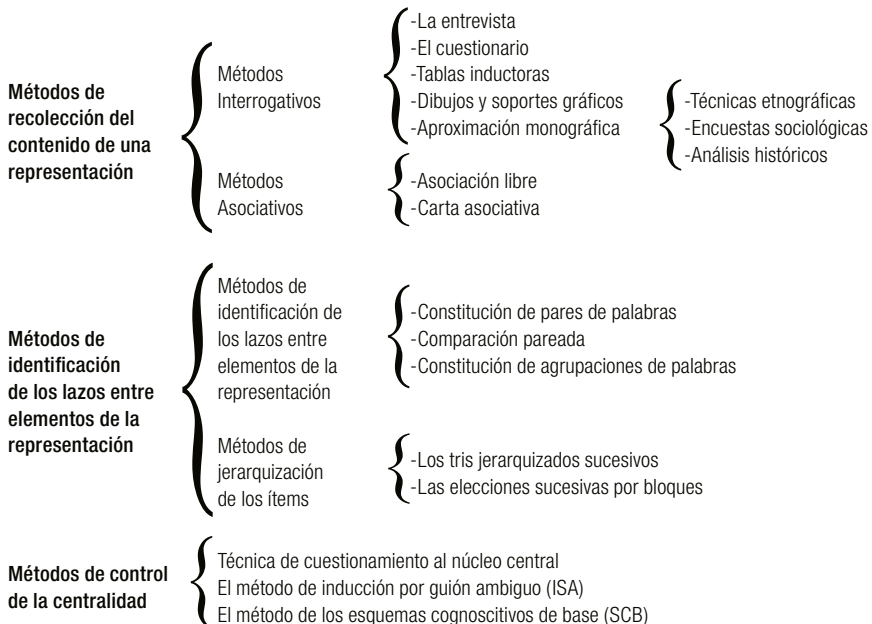 Métodos de
recolección del
contenido de una
representación
Métodos
Interrogativos
-La entrevista
-El cuestionario
-Tablas inductoras
-Dibujos y soportes gráficos
-Aproximación monográfica
-Técnicas etnográficas
-Encuestas sociológicas
-Análisis históricos
Métodos
Asociativos
-Asociación libre
-Carta asociativa
Métodos de
identificación
de los lazos entre
elementos de la
representación
Métodos de
identificación de
los lazos entre
elementos de la
representación
-Constitución de pares de palabras
-Comparación pareada
-Constitución de agrupaciones de palabras
Métodos de
jerarquización
de los ítems
-Los tris jerarquizados sucesivos
-Las elecciones sucesivas por bloques
Métodos de control
de la centralidad
Técnica de cuestionamiento al núcleo central
El método de inducción por guión ambiguo (ISA)
El método de los esquemas cognoscitivos de base (SCB)